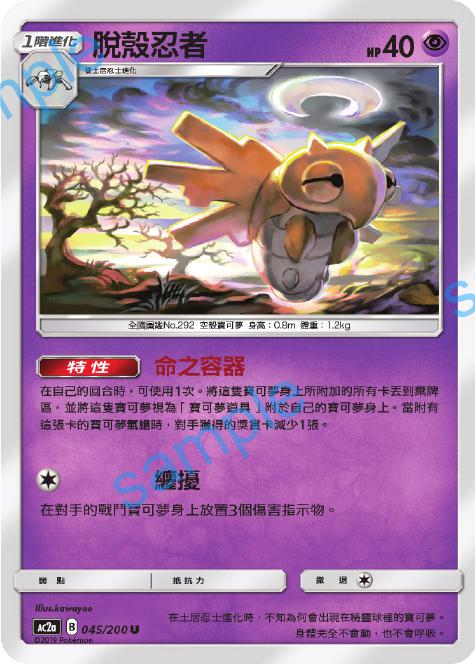 1階進化 脫殼忍者 HP 40
從土居忍士進化
全國圖鑑No.292 空殼寶可夢 身高：0.8m 體重：1.2kg
特性 命之容器
在自己的回合時，可使用1次。將這隻寶可夢身上所附加的所有卡丟到棄牌
區，並將這隻寶可夢視為「寶可夢道具」附於自己的寶可夢身上。當附有
這張卡的寶可夢氣絕時，對手獲得的獎賞卡減少1張。
纏擾
在對手的戰鬥寶可夢身上放置3個傷害指示物。
弱點 抵抗力 撤退
Illus.kawayoo
AC2a B 045/200 U
©2019 Pokémon
在土居忍士進化時，不知為何會出現在精靈球裡的寶可夢。
身體完全不會動，也不會呼吸。
sample
sample
sample
s